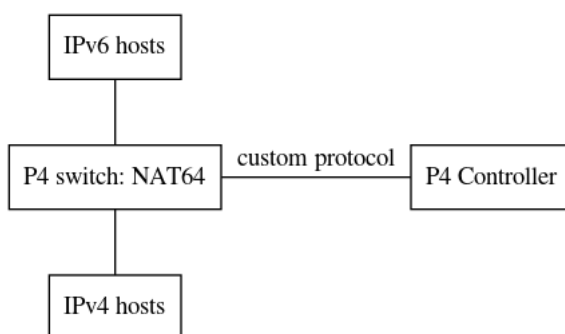 IPv6 hosts
custom protocol
P4 switch: NAT64
P4 Controller
IPv4 hosts